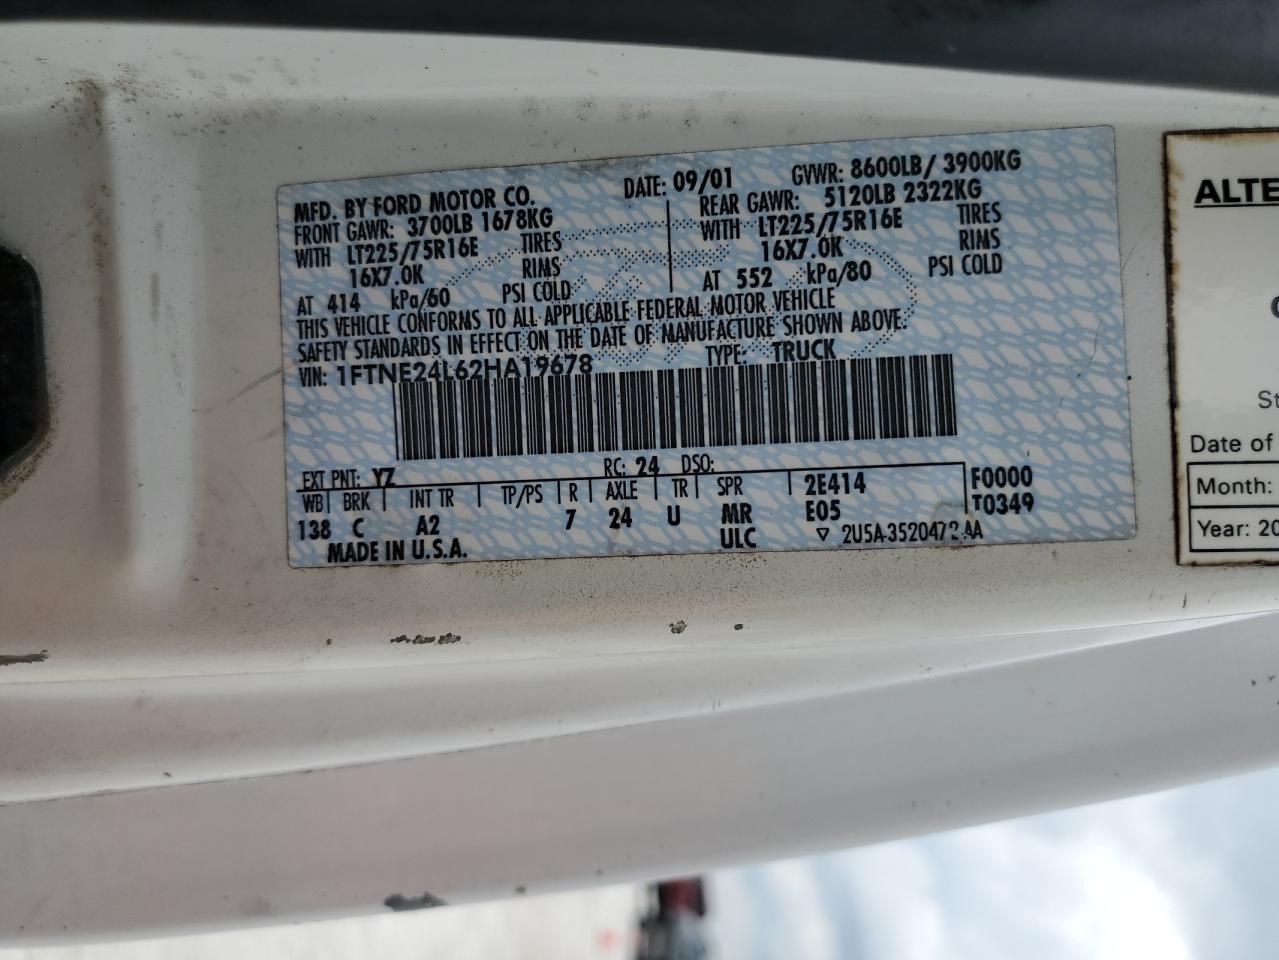 MFD. BY FORD MOTOR CO. DATE: 09/01 GVWR: 8600LB/ 3900KG
FRONT GAWR: 3700LB 1678KG REAR GAWR: 5120LB 2322KG
WITH LT225/75R16E TIRES WITH LT225/75R16E TIRES
16X7.0K RIMS 16X7.0K RIMS
AT 414 kPa/60 PSI COLD AT 552 kPa/80 PSI COLD
THIS VEHICLE CONFORMS TO ALL APPLICABLE FEDERAL MOTOR VEHICLE
SAFETY STANDARDS IN EFFECT ON THE DATE OF MANUFACTURE SHOWN ABOVE.
VIN: 1FTNE24L62HA19678 TYPE: TRUCK
EXT PNT: YZ RC: 24 DSO:
WB BRK INT TR TP/PS R AXLE TR SPR 2E414 F0000
138 C A2 7 24 U MR E05 T0349
MADE IN U.S.A. ULC ▽ 2U5A-3520472-AA
ALTE
Date of
Month:
Year: 20